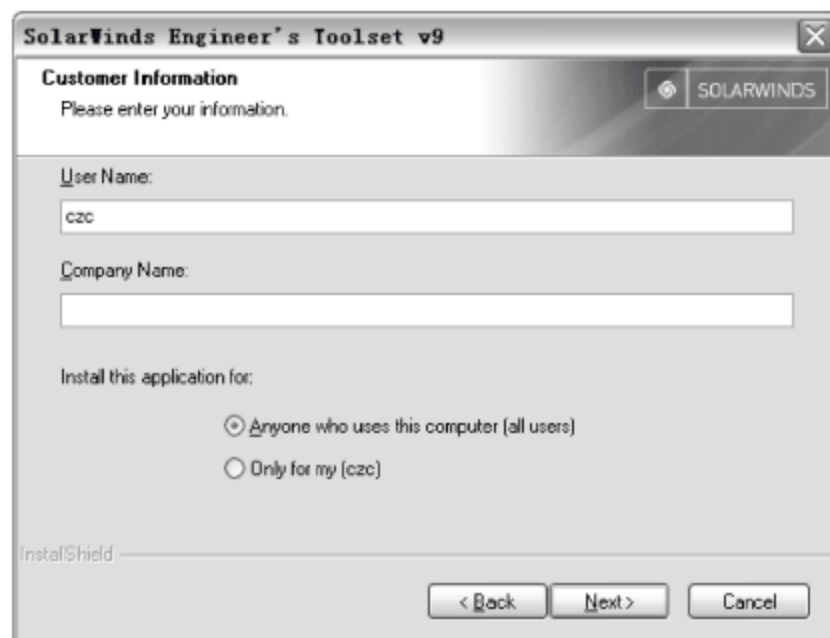 SolarWinds Engineer's Toolset v9
Customer Information
Please enter your information.
SOLARWINDS
User Name:
czc
Company Name:
Install this application for:
Anyone who uses this computer (all users)
Only for my (czc)
InstallShield
< Back Next > Cancel